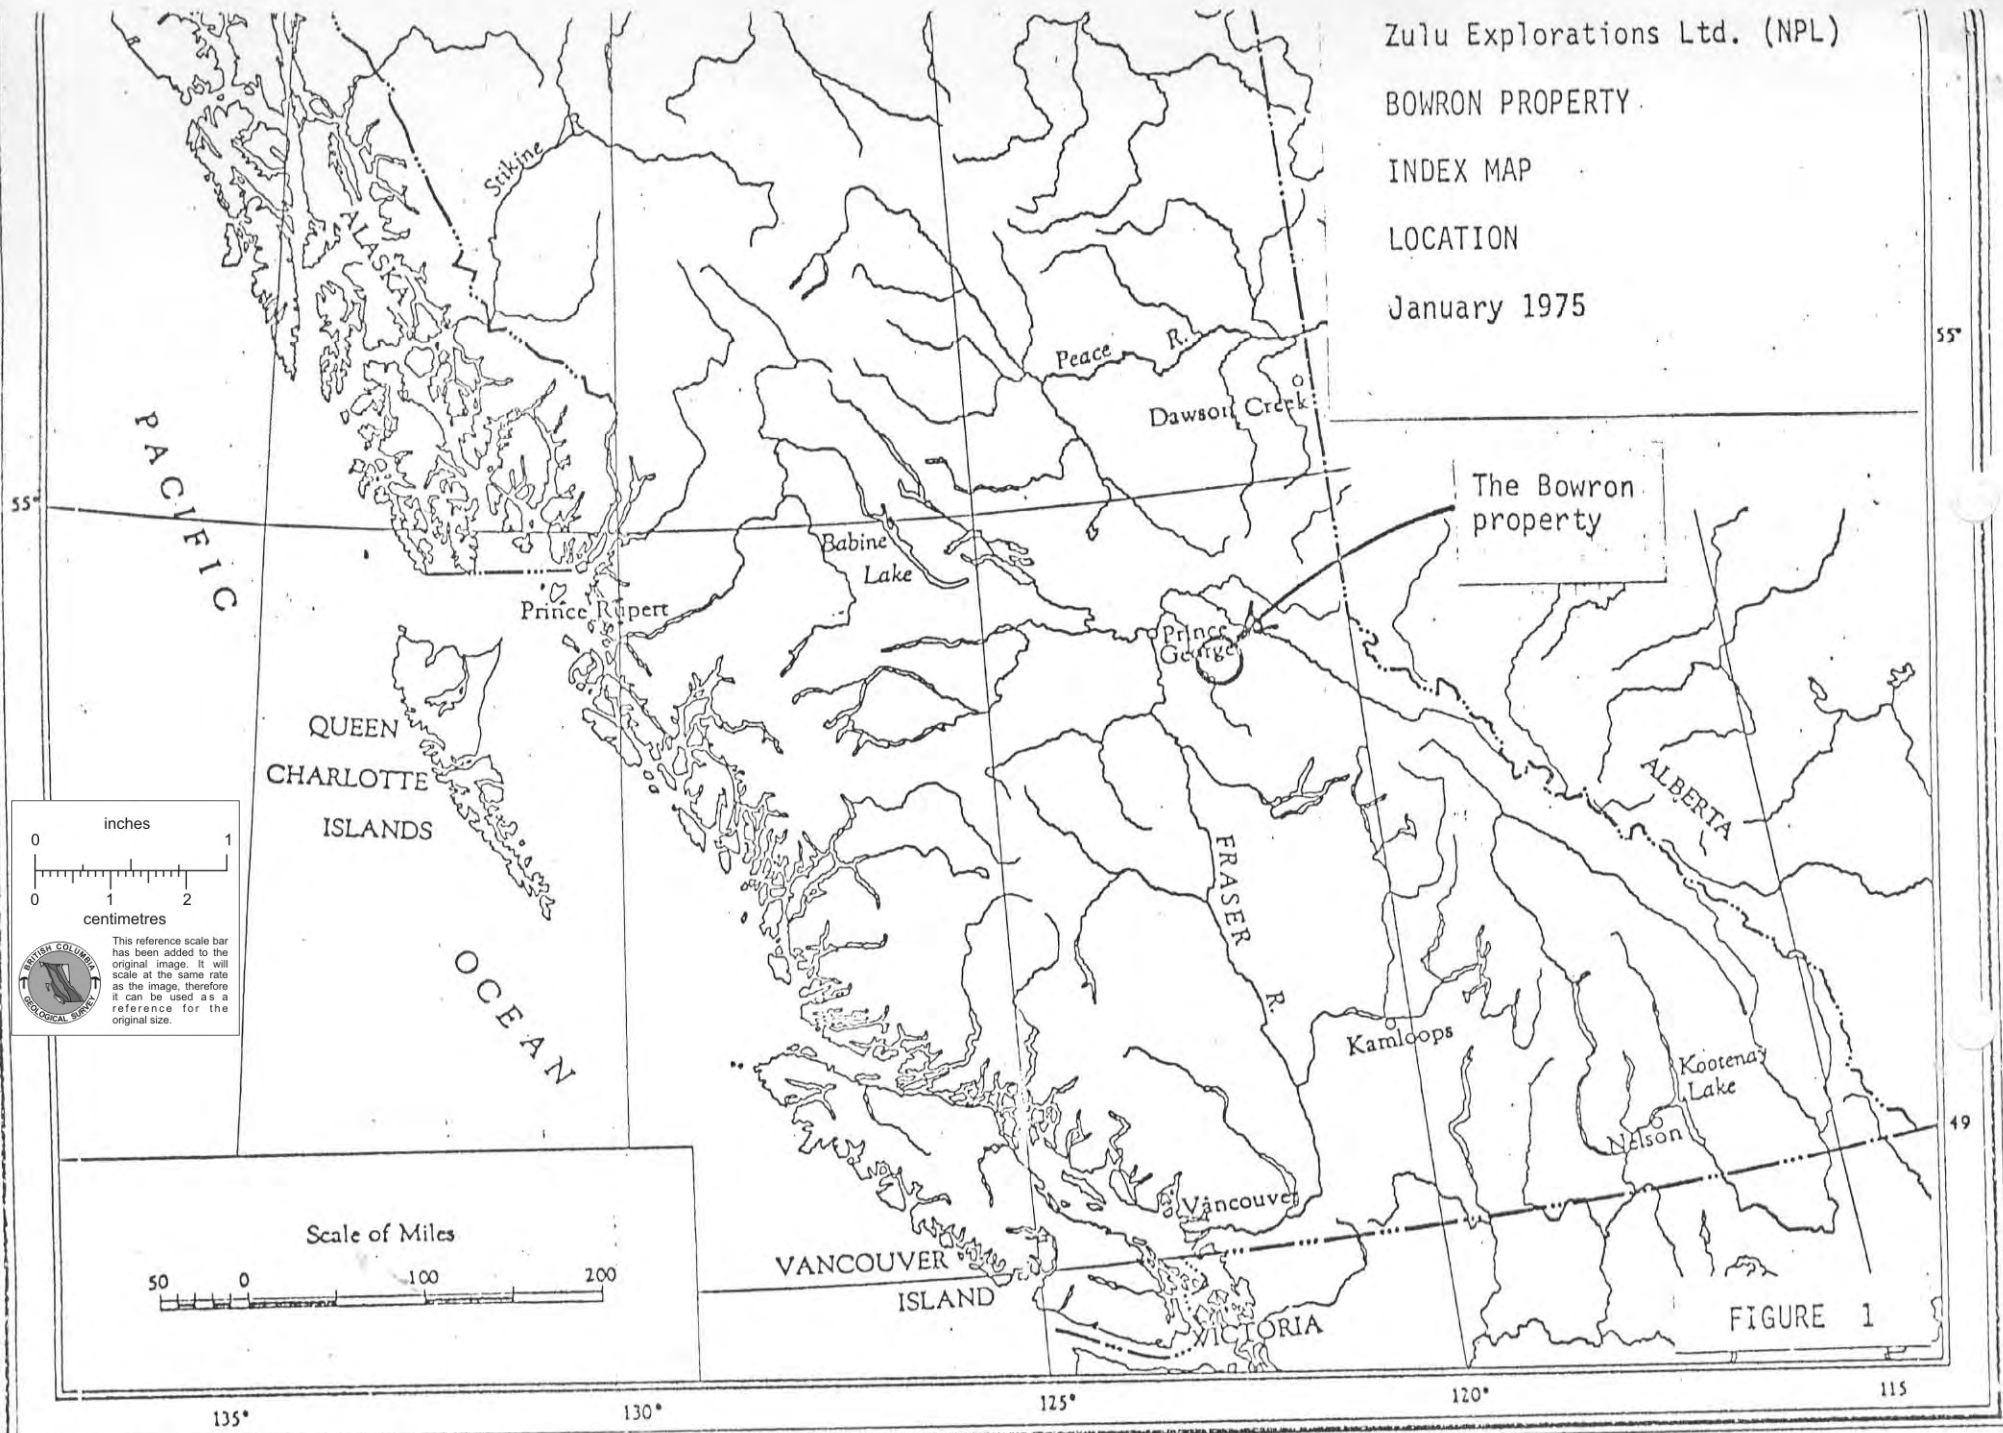 Zulu Explorations Ltd. (NPL)
BOWRON PROPERTY
INDEX MAP
LOCATION
January 1975
Stikine
R.
ALASKA
Peace R.
Dawson Creek
55°
The Bowron
property
55°
PACIFIC
Babine
Lake
Prince Rupert
Prince
George
QUEEN
CHARLOTTE
ISLANDS
ALBERTA
inches
0 1
0 1 2
centimetres
BRITISH COLUMBIA
GEOLOGICAL SURVEY
This reference scale bar
has been added to the
original image. It will
scale at the same rate
as the image, therefore
it can be used as a
reference for the
original size.
OCEAN
FRASER
R.
Kamloops
Kootenay
Lake
Nelson
49
Vancouver
Scale of Miles
50 0 100 200
VANCOUVER
ISLAND
VICTORIA
FIGURE 1
135° 130° 125° 120° 115